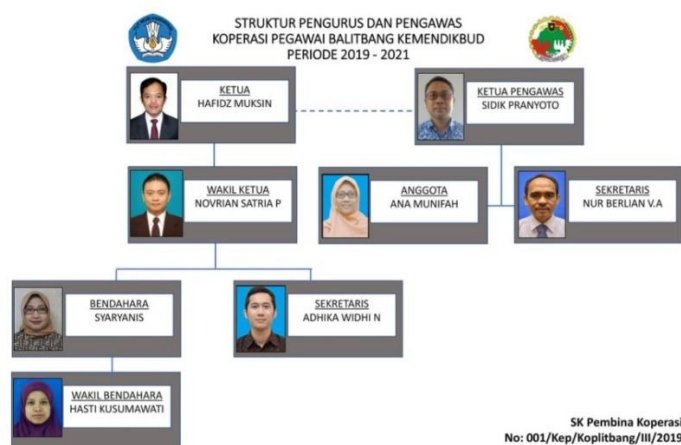 STRUKTUR PENGURUS DAN PENGAWAS
KOPERASI PEGAWAI BALITBANG KEMENDIKBUD
PERIODE 2019 - 2021
KETUA
HAFIDZ MUKSIN
KETUA PENGAWAS
SIDIK PRANYOTO
WAKIL KETUA
NOVRIAN SATRIA P
ANGGOTA
ANA MUNIFAH
SEKRETARIS
NUR BERLIAN V.A
BENDAHARA
SYARYANIS
SEKRETARIS
ADHIKA WIDHI N
WAKIL BENDAHARA
HASTI KUSUMAWATI
SK Pembina Koperasi
No: 001/Kep/Koplitbang/III/2019